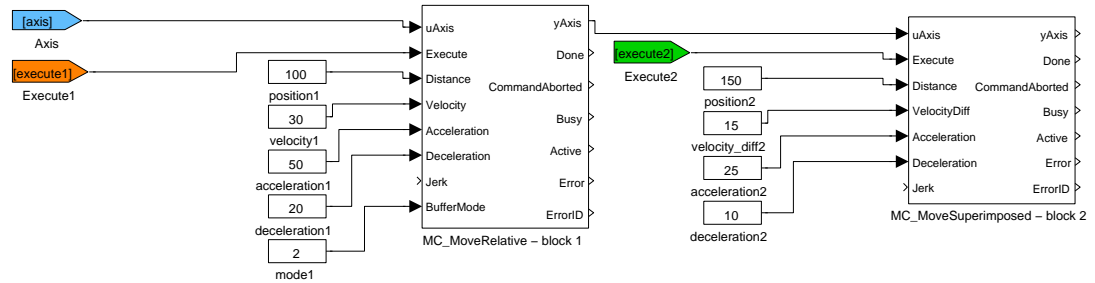 [axis]
Axis
[execute1]
Execute1
100
position1
30
velocity1
50
acceleration1
20
deceleration1
2
mode1
uAxis
Execute
Distance
Velocity
Acceleration
Deceleration
Jerk
BufferMode
yAxis
Done
CommandAborted
Busy
Active
Error
ErrorID
MC_MoveRelative – block 1
[execute2]
Execute2
150
position2
15
velocity_diff2
25
acceleration2
10
deceleration2
uAxis
Execute
Distance
VelocityDiff
Acceleration
Deceleration
Jerk
yAxis
Done
CommandAborted
Busy
Active
Error
ErrorID
MC_MoveSuperimposed – block 2